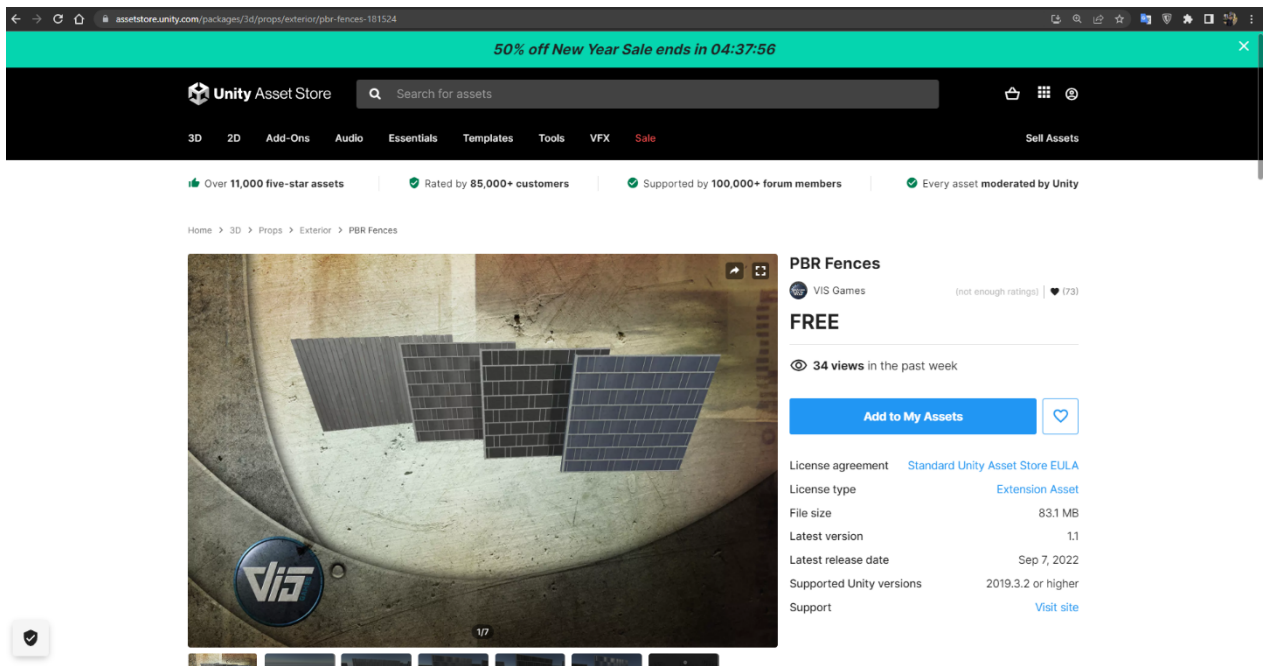 assetstore.unity.com/packages/3d/props/exterior/pbr-fences-181524
50% off New Year Sale ends in 04:37:56
Unity Asset Store
Search for assets
3D 2D Add-Ons Audio Essentials Templates Tools VFX Sale Sell Assets
Over 11,000 five-star assets Rated by 85,000+ customers Supported by 100,000+ forum members Every asset moderated by Unity
Home > 3D > Props > Exterior > PBR Fences
PBR Fences
VIS Games (not enough ratings) (73)
FREE
34 views in the past week
Add to My Assets
License agreement Standard Unity Asset Store EULA
License type Extension Asset
File size 83.1 MB
Latest version 1.1
Latest release date Sep 7, 2022
Supported Unity versions 2019.3.2 or higher
Support Visit site
VIS
1/7